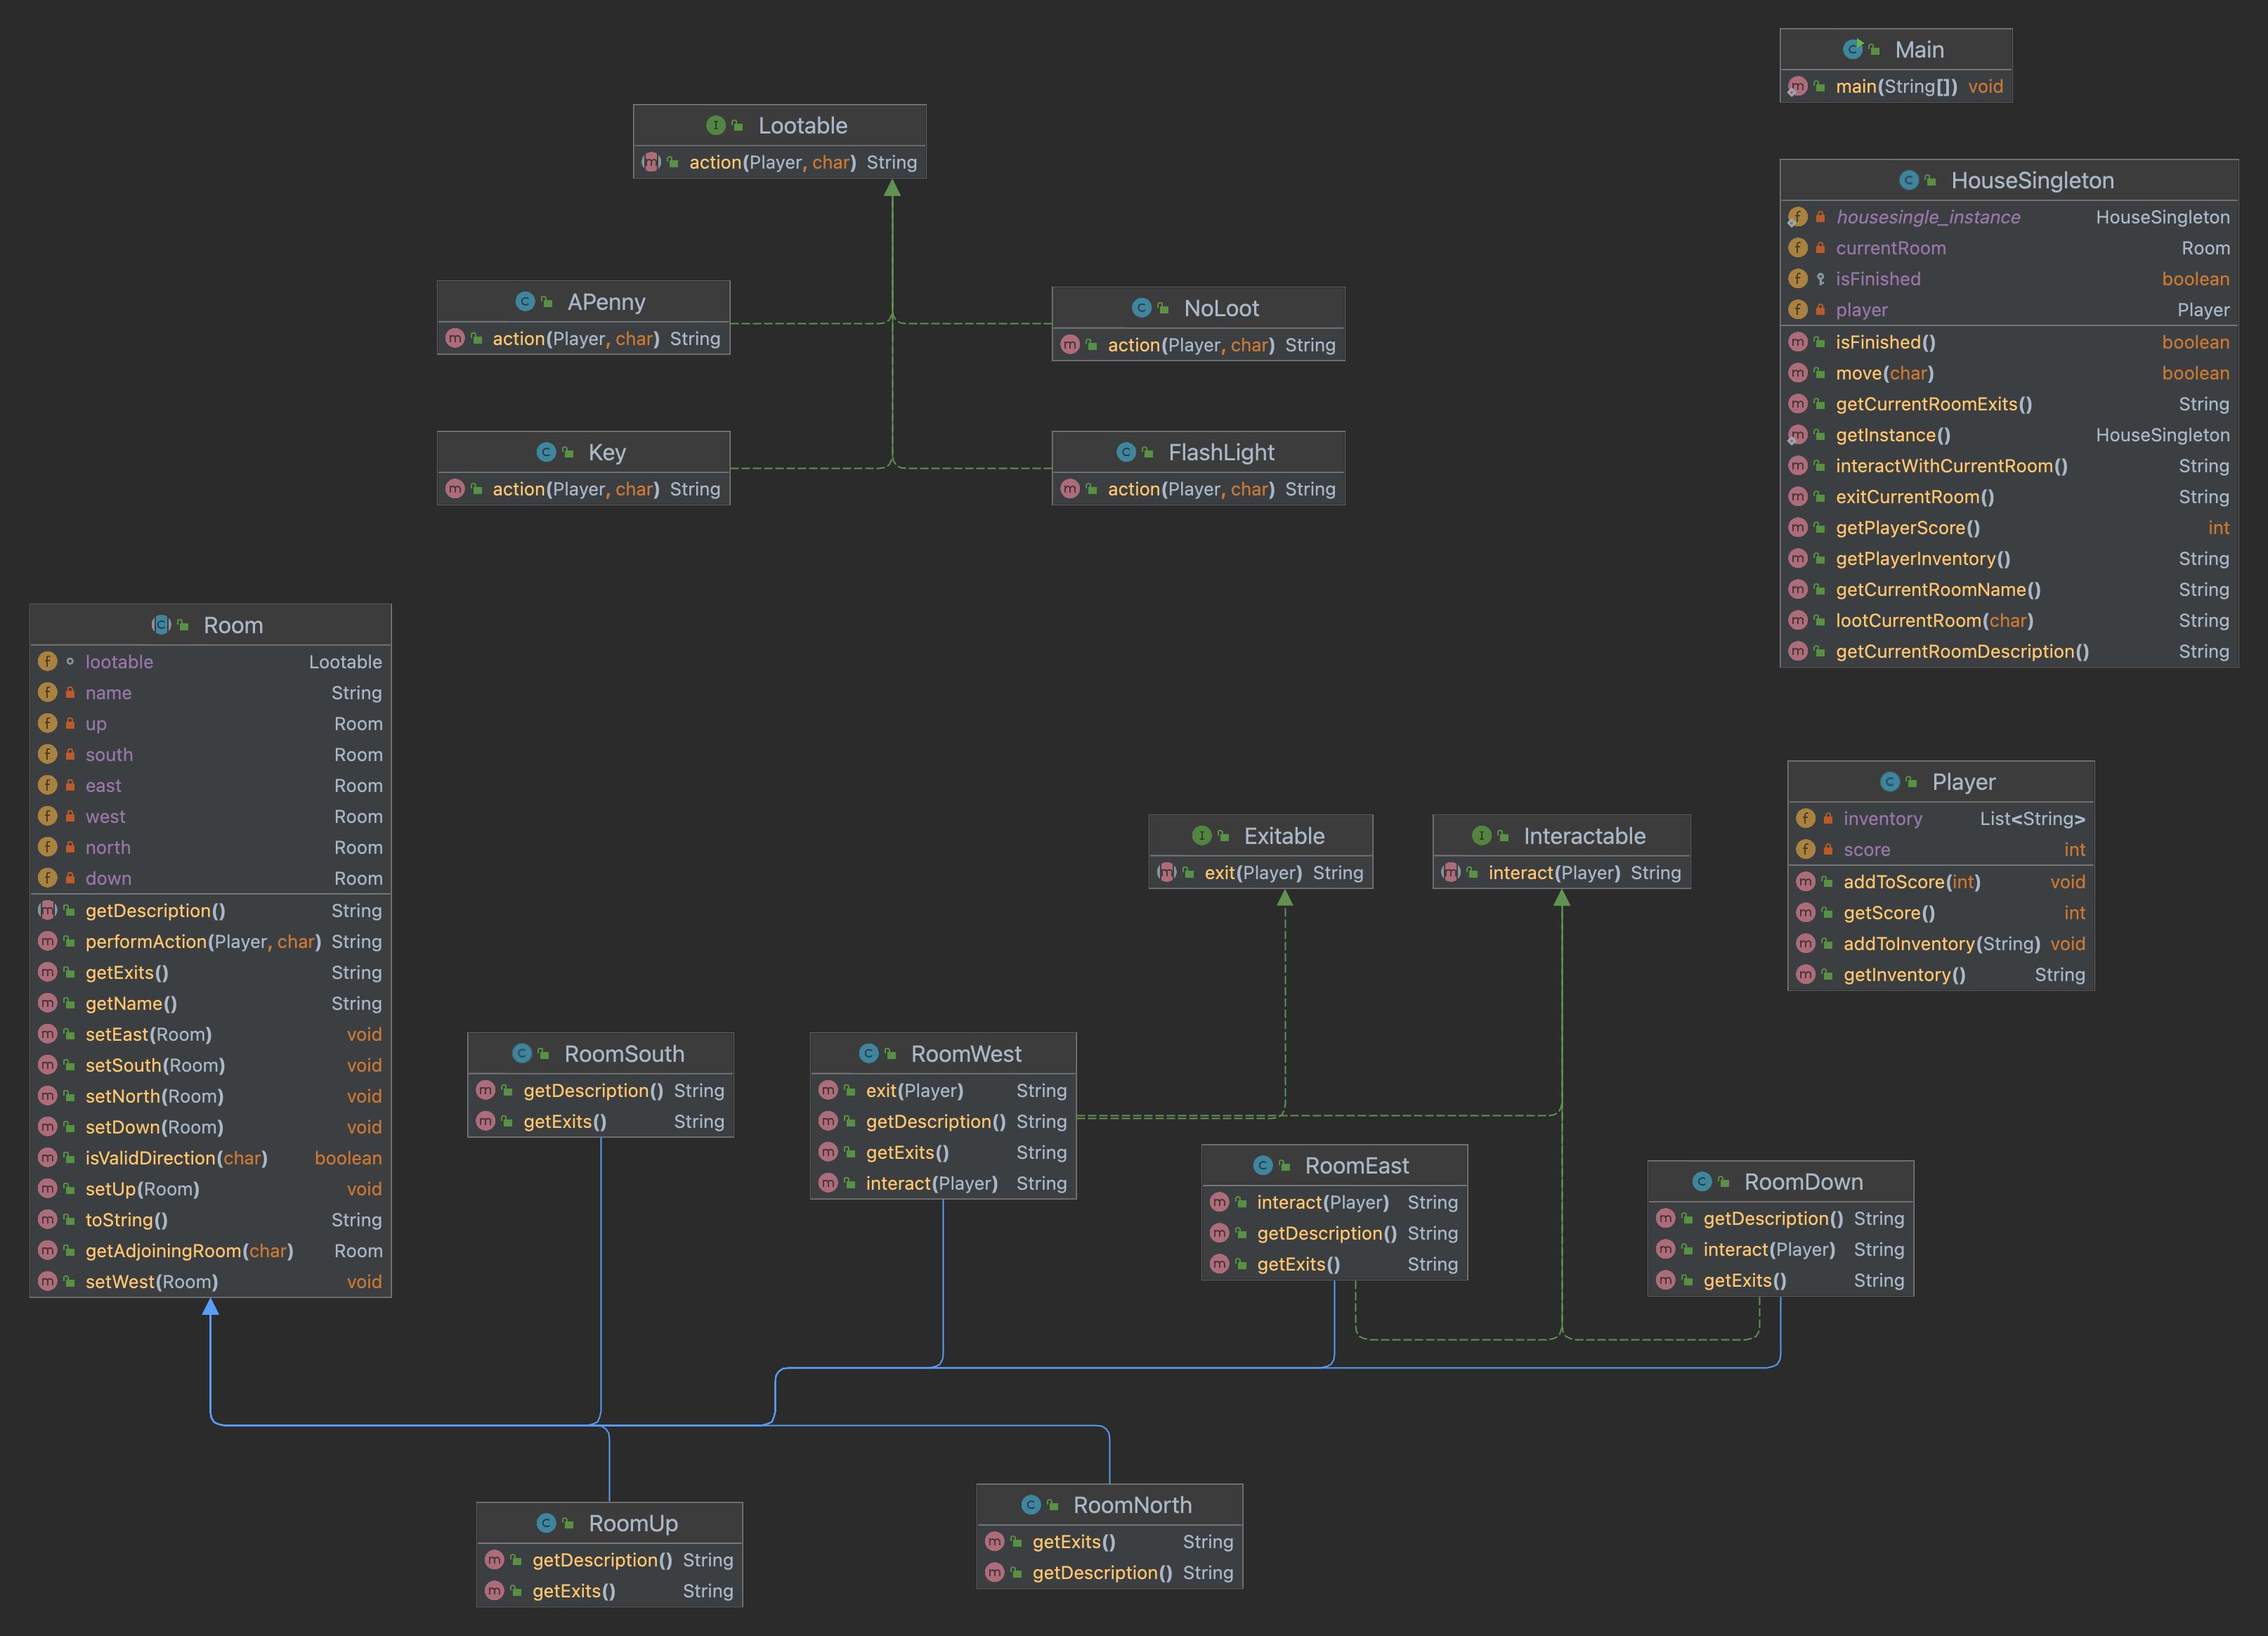 Main
main(String[]) void
Lootable
action(Player, char) String
HouseSingleton
housesingle_instance HouseSingleton
currentRoom Room
isFinished boolean
player Player
isFinished() boolean
move(char) boolean
getCurrentRoomExits() String
getInstance() HouseSingleton
interactWithCurrentRoom() String
exitCurrentRoom() String
getPlayerScore() int
getPlayerInventory() String
getCurrentRoomName() String
lootCurrentRoom(char) String
getCurrentRoomDescription() String
APenny
action(Player, char) String
NoLoot
action(Player, char) String
Key
action(Player, char) String
FlashLight
action(Player, char) String
Room
lootable Lootable
name String
up Room
south Room
east Room
west Room
north Room
down Room
getDescription() String
performAction(Player, char) String
getExits() String
getName() String
setEast(Room) void
setSouth(Room) void
setNorth(Room) void
setDown(Room) void
isValidDirection(char) boolean
setUp(Room) void
toString() String
getAdjoiningRoom(char) Room
setWest(Room) void
Exitable
exit(Player) String
Interactable
interact(Player) String
Player
inventory List<String>
score int
addToScore(int) void
getScore() int
addToInventory(String) void
getInventory() String
RoomSouth
getDescription() String
getExits() String
RoomWest
exit(Player) String
getDescription() String
getExits() String
interact(Player) String
RoomEast
interact(Player) String
getDescription() String
getExits() String
RoomDown
getDescription() String
interact(Player) String
getExits() String
RoomUp
getDescription() String
getExits() String
RoomNorth
getExits() String
getDescription() String